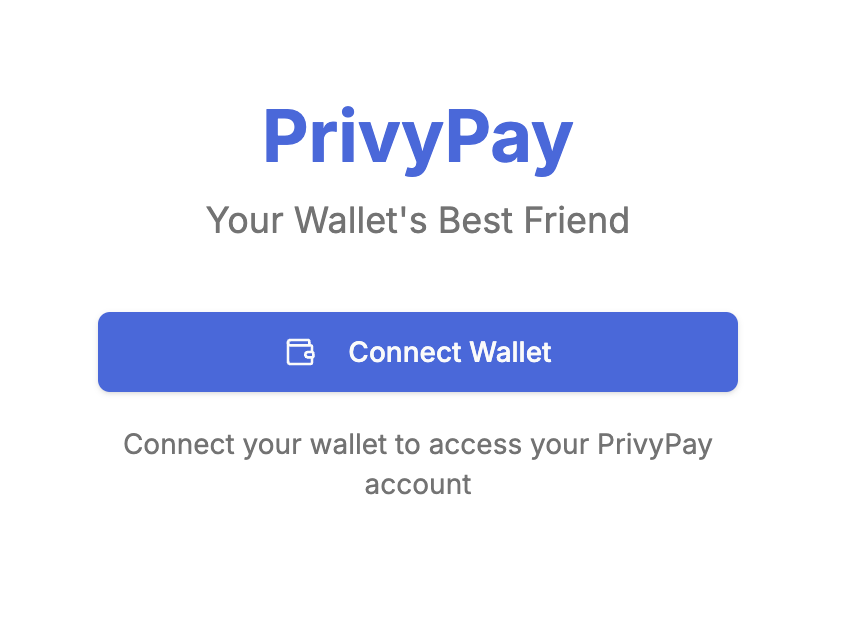 PrivyPay
Your Wallet's Best Friend
Connect Wallet
Connect your wallet to access your PrivyPay
account